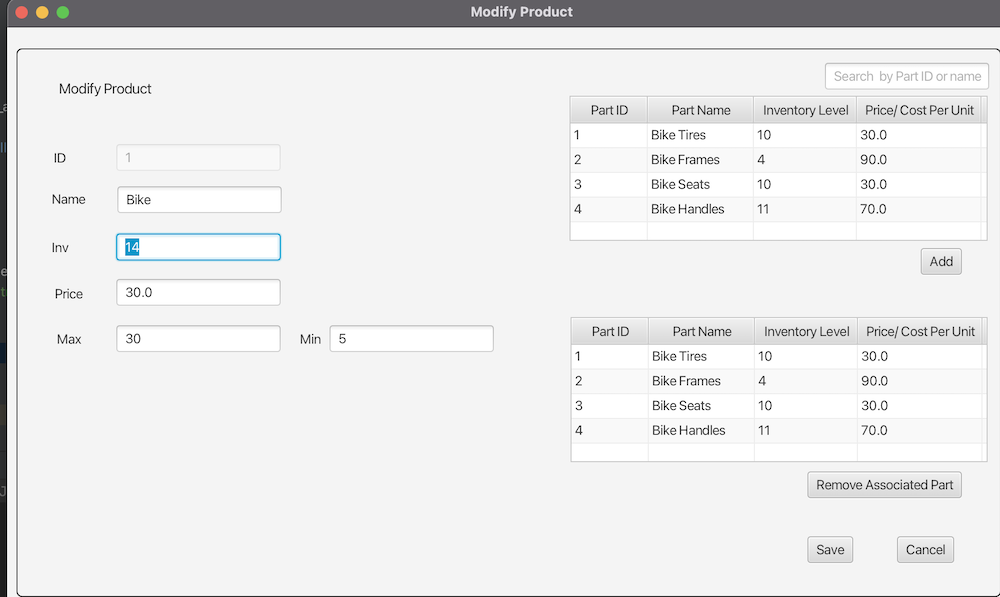 Modify Product
Modify Product
ID 1
Name Bike
Inv 14
Price 30.0
Max 30 Min 5
Search by Part ID or name
Part ID Part Name Inventory Level Price/ Cost Per Unit
1 Bike Tires 10 30.0
2 Bike Frames 4 90.0
3 Bike Seats 10 30.0
4 Bike Handles 11 70.0
Add
Part ID Part Name Inventory Level Price/ Cost Per Unit
1 Bike Tires 10 30.0
2 Bike Frames 4 90.0
3 Bike Seats 10 30.0
4 Bike Handles 11 70.0
Remove Associated Part
Save Cancel